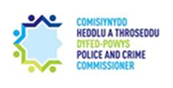 COMISIYNYDD
HEDDLU A THROSEDDU
DYFED-POWYS
POLICE AND CRIME
COMMISSIONER